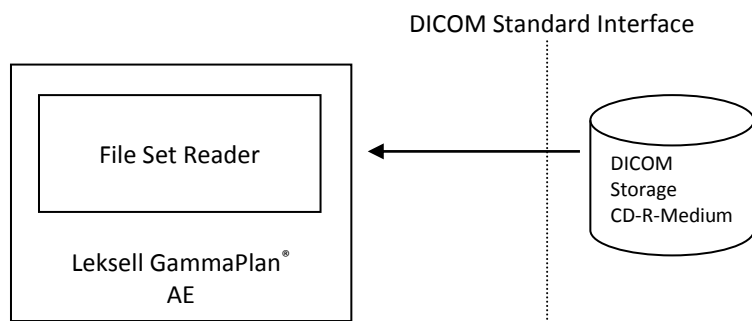 DICOM Standard Interface
File Set Reader
Leksell GammaPlan®
AE
DICOM
Storage
CD-R-Medium